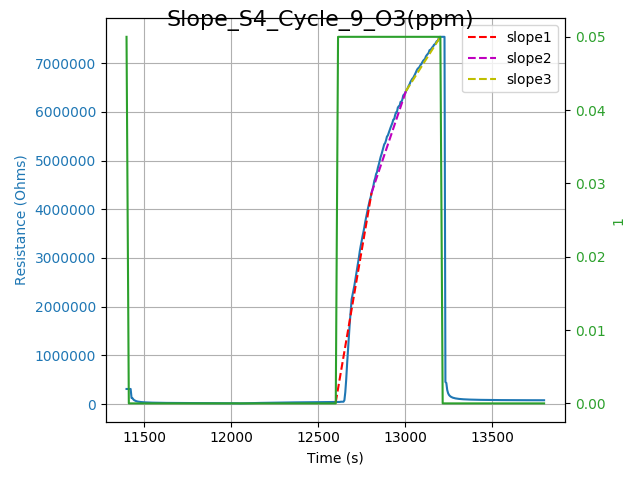 Slope_S4_Cycle_9_O3(ppm)
slope1
slope2
slope3
7000000
6000000
5000000
4000000
3000000
2000000
1000000
0
Resistance (Ohms)
0.05
0.04
0.03
0.02
0.01
0.00
1
11500 12000 12500 13000 13500
Time (s)